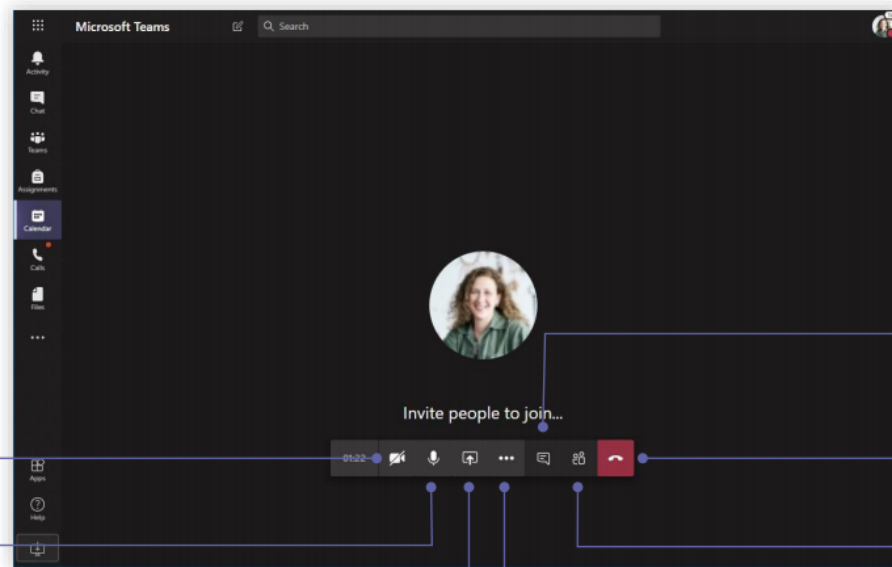 Microsoft Teams
Search
Activity
Chat
Teams
Assignments
Calendar
Calls
Files
Invite people to join...
01:22
Apps
Help